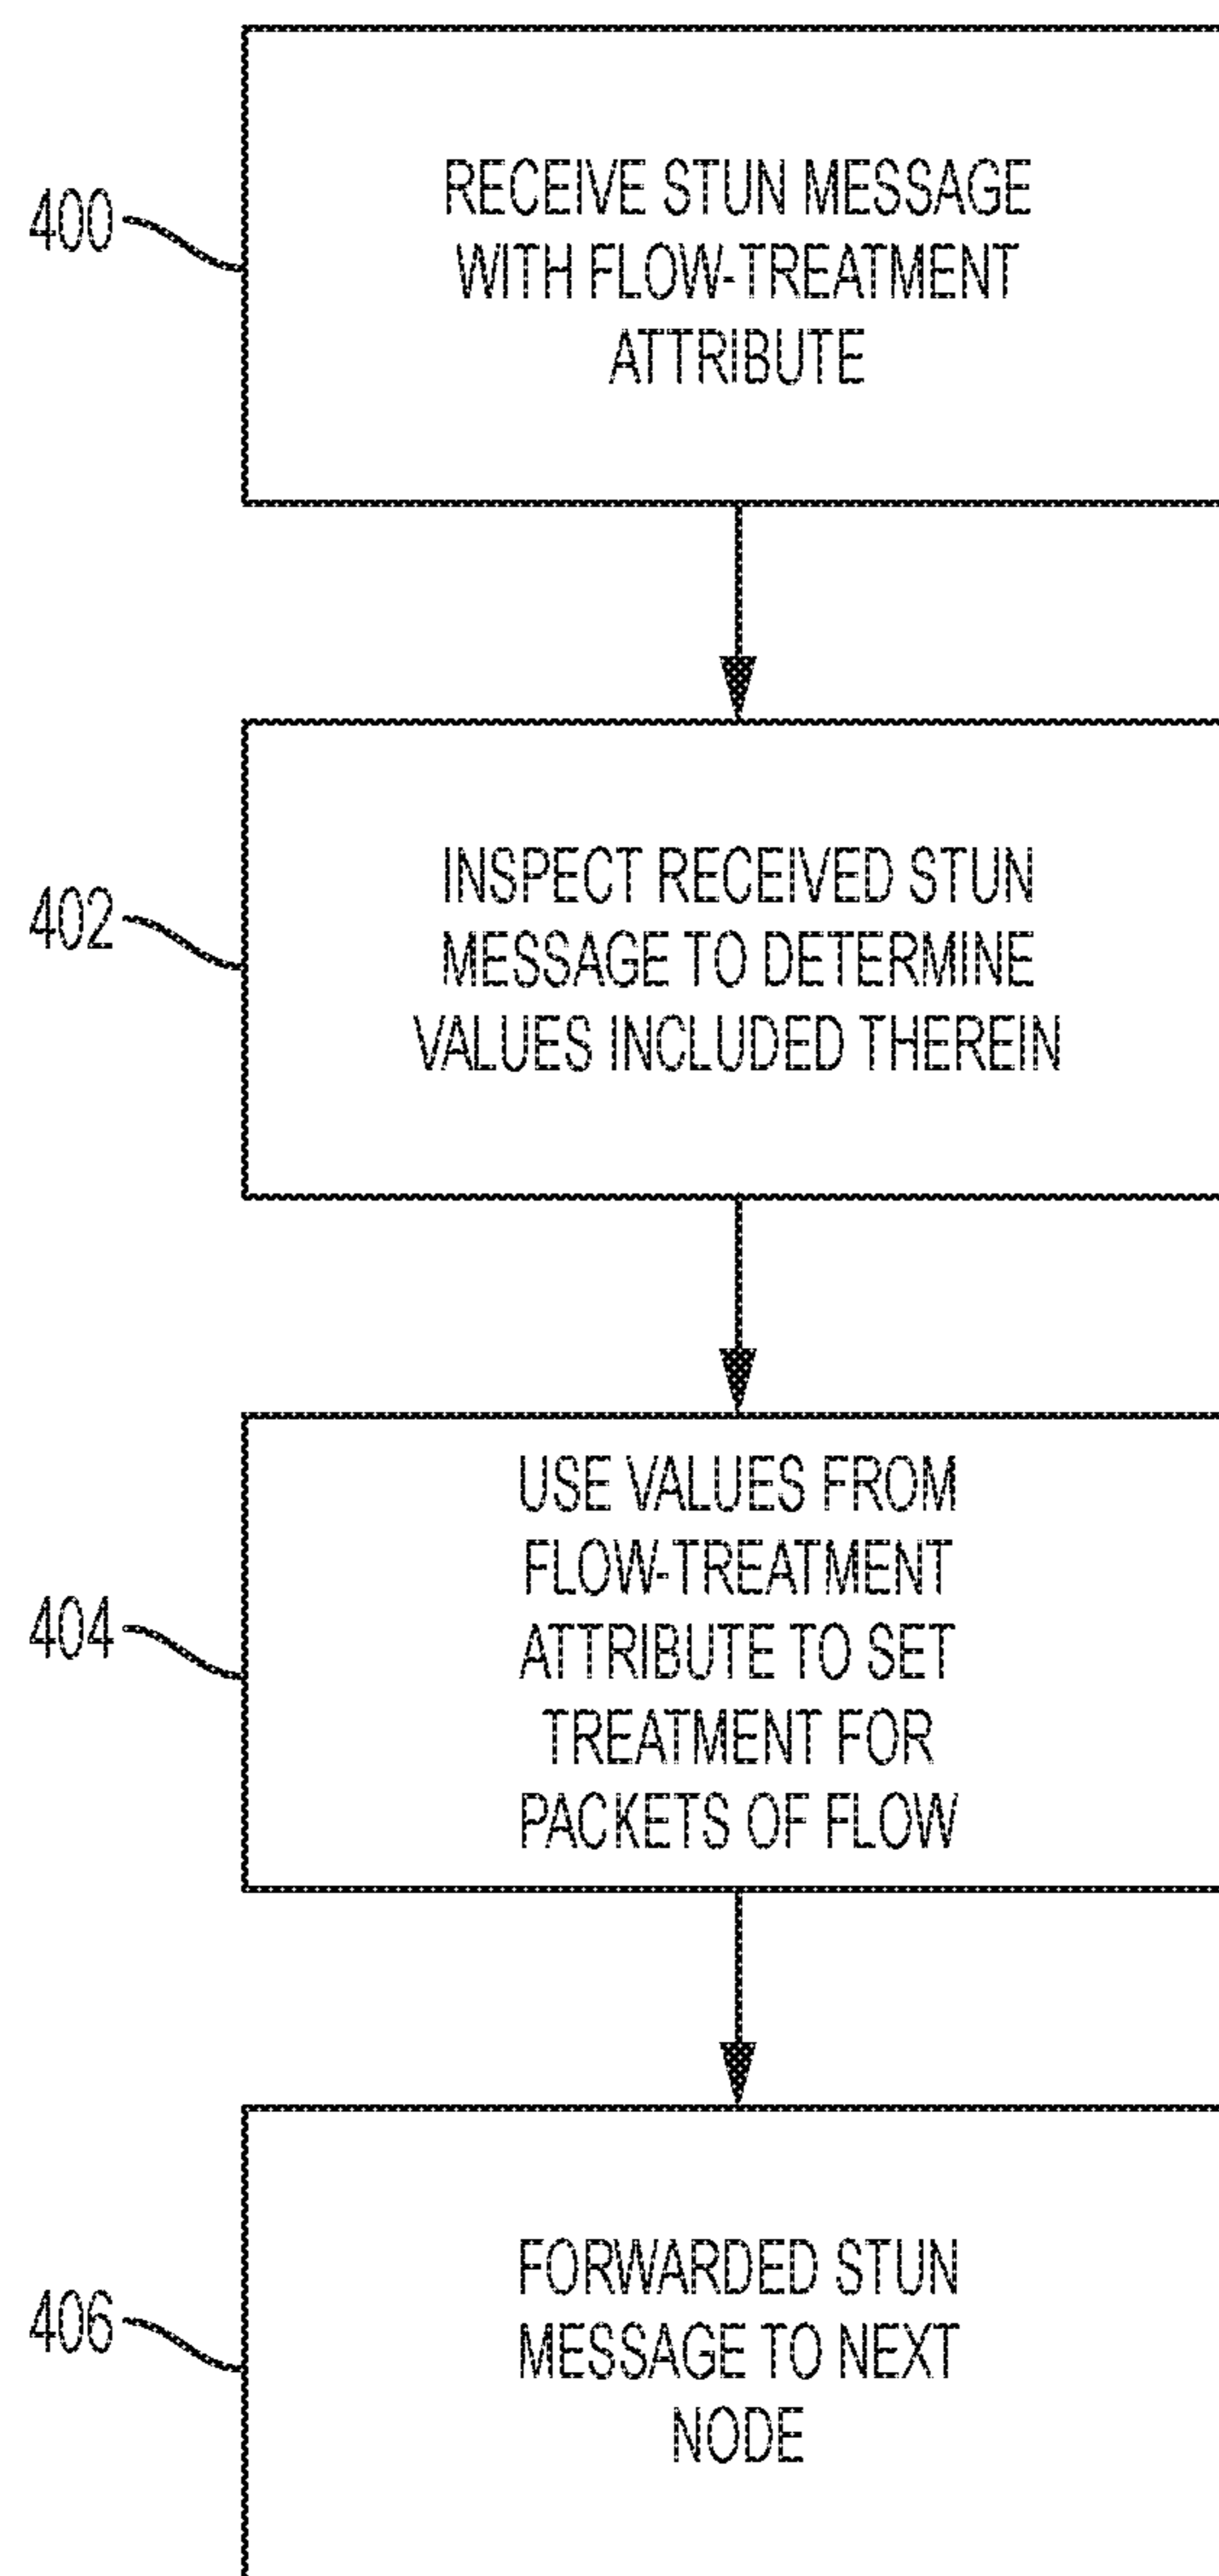 400
RECEIVE STUN MESSAGE
WITH FLOW-TREATMENT
ATTRIBUTE
402
INSPECT RECEIVED STUN
MESSAGE TO DETERMINE
VALUES INCLUDED THEREIN
404
USE VALUES FROM
FLOW-TREATMENT
ATTRIBUTE TO SET
TREATMENT FOR
PACKETS OF FLOW
406
FORWARDED STUN
MESSAGE TO NEXT
NODE